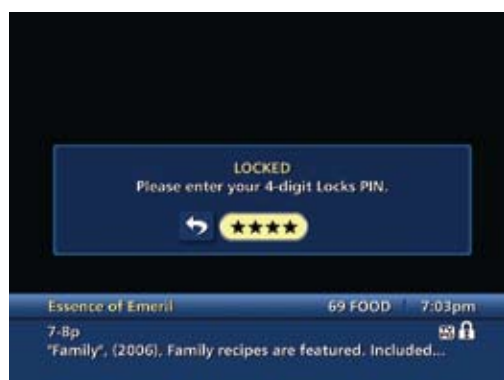 LOCKED
Please enter your 4-digit Locks PIN.
★★★★
Essence of Emeril 69 FOOD 7:03pm
7-8p
"Family", (2006), Family recipes are featured. Included...